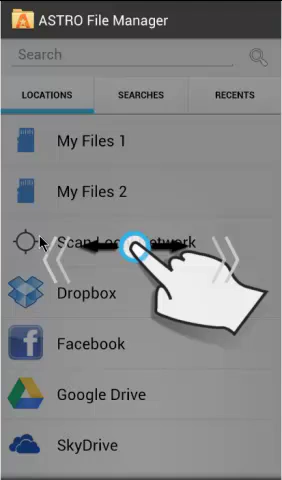 ASTRO File Manager
Search
LOCATIONS
SEARCHES
RECENTS
My Files 1
My Files 2
Scan Local Network
Dropbox
Facebook
Google Drive
SkyDrive